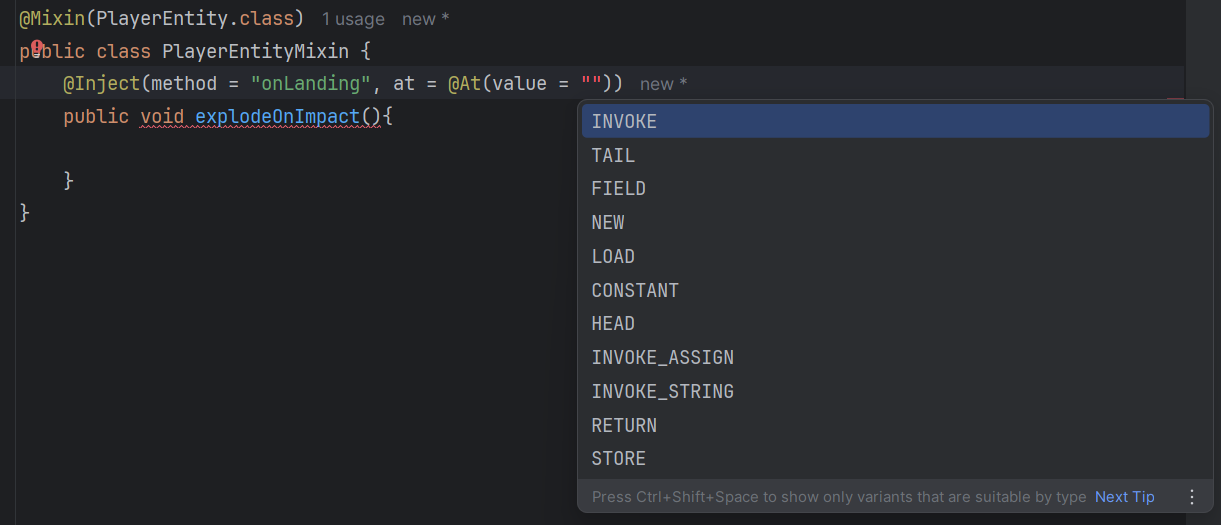 @Mixin(PlayerEntity.class) 1 usage new *
public class PlayerEntityMixin {
@Inject(method = "onLanding", at = @At(value = "")) new *
public void explodeOnImpact(){
INVOKE
TAIL
FIELD
NEW
}
LOAD
}
CONSTANT
HEAD
INVOKE_ASSIGN
INVOKE_STRING
RETURN
STORE
Press Ctrl+Shift+Space to show only variants that are suitable by type Next Tip